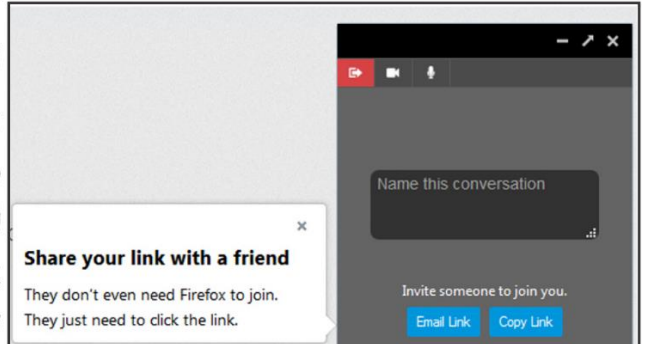 Name this conversation
Share your link with a friend
They don't even need Firefox to join.
They just need to click the link.
Invite someone to join you.
Email Link
Copy Link